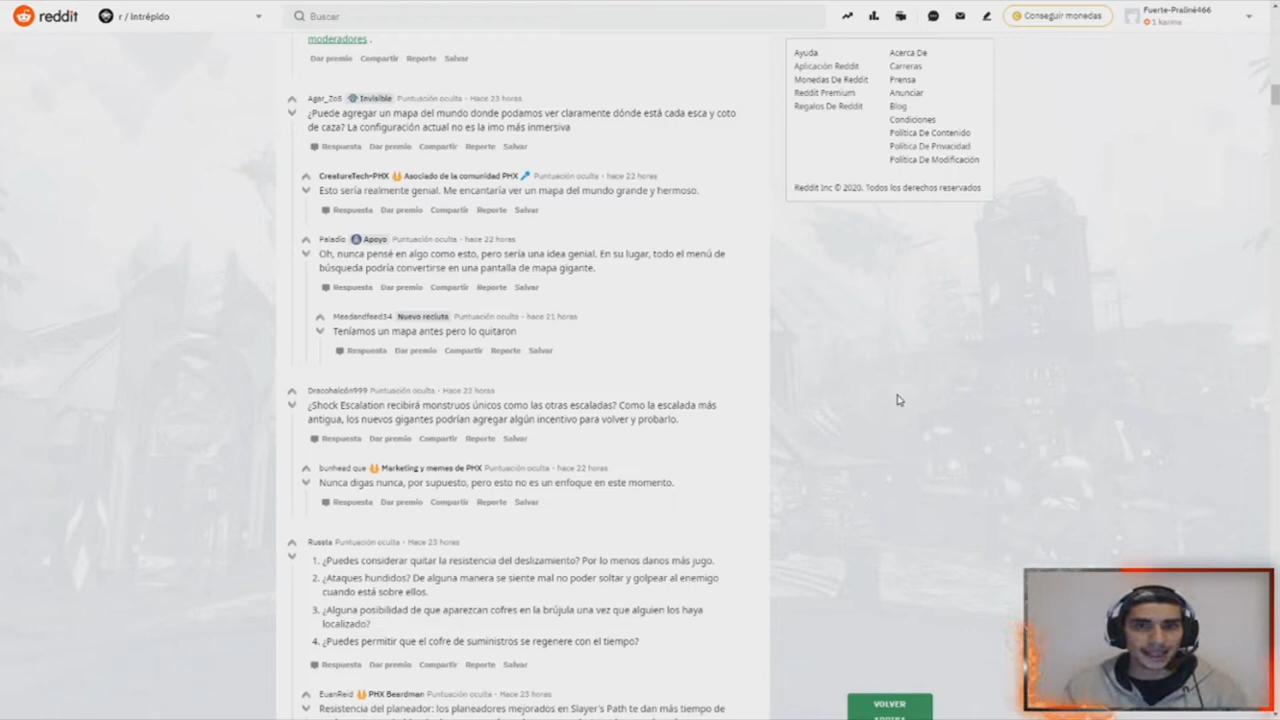 reddit
r / Intrépido
Buscar
Conseguir monedas
Fuerte-Praliné466
1 karma
moderadores .
Dar premio Compartir Reporte Salvar
Agar_Zo5 Invisible Puntuación oculta · Hace 23 horas
¿Puede agregar un mapa del mundo donde podamos ver claramente dónde está cada esca y coto
de caza? La configuración actual no es la imo más inmersiva
Respuesta Dar premio Compartir Reporte Salvar
CreatureTech-PHX Asociado de la comunidad PHX Puntuación oculta · hace 22 horas
Esto sería realmente genial. Me encantaría ver un mapa del mundo grande y hermoso.
Respuesta Dar premio Compartir Reporte Salvar
Paladio Apoyo Puntuación oculta · hace 22 horas
Oh, nunca pensé en algo como esto, pero sería una idea genial. En su lugar, todo el menú de
búsqueda podría convertirse en una pantalla de mapa gigante.
Respuesta Dar premio Compartir Reporte Salvar
Meedandfeed34 Nuevo recluta Puntuación oculta · hace 21 horas
Teníamos un mapa antes pero lo quitaron
Respuesta Dar premio Compartir Reporte Salvar
Dracohalcón999 Puntuación oculta · Hace 23 horas
¿Shock Escalation recibirá monstruos únicos como las otras escaladas? Como la escalada más
antigua, los nuevos gigantes podrían agregar algún incentivo para volver y probarlo.
Respuesta Dar premio Compartir Reporte Salvar
bunhead que Marketing y memes de PHX Puntuación oculta · hace 22 horas
Nunca digas nunca, por supuesto, pero esto no es un enfoque en este momento.
Respuesta Dar premio Compartir Reporte Salvar
Russta Puntuación oculta · Hace 23 horas
1. ¿Puedes considerar quitar la resistencia del deslizamiento? Por lo menos danos más jugo.
2. ¿Ataques hundidos? De alguna manera se siente mal no poder soltar y golpear al enemigo
cuando está sobre ellos.
3. ¿Alguna posibilidad de que aparezcan cofres en la brújula una vez que alguien los haya
localizado?
4. ¿Puedes permitir que el cofre de suministros se regenere con el tiempo?
Respuesta Dar premio Compartir Reporte Salvar
EuanReid PHX Beardman Puntuación oculta · Hace 23 horas
Resistencia del planeador: los planeadores mejorados en Slayer's Path te dan más tiempo de
Ayuda Acerca De
Aplicación Reddit Carreras
Monedas De Reddit Prensa
Reddit Premium Anunciar
Regalos De Reddit Blog
Condiciones
Política De Contenido
Política De Privacidad
Política De Modificación
Reddit Inc © 2020. Todos los derechos reservados
VOLVER
ARRIBA